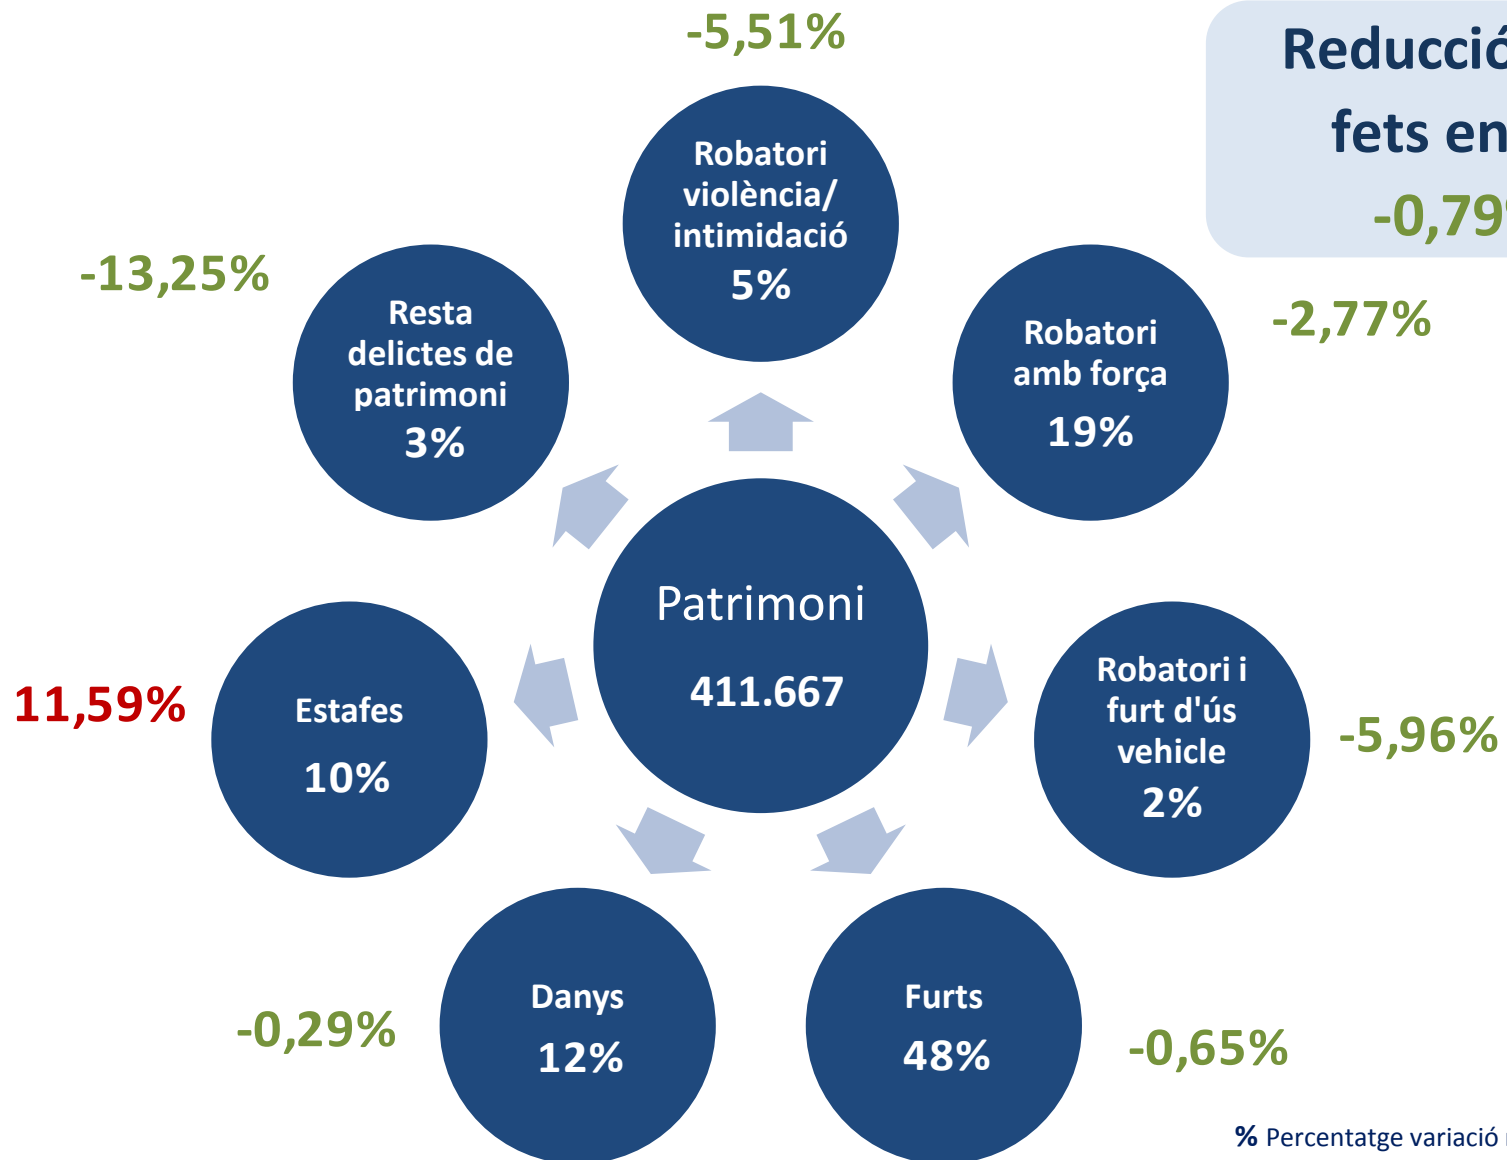 -5,51%
Reducció
fets en
-0,79%
Robatori
violència/
intimidació
5%
-13,25%
Resta
delictes de
patrimoni
3%
Robatori
amb força
19%
-2,77%
Patrimoni
411.667
11,59%
Estafes
10%
Robatori i
furt d'ús
vehicle
2%
-5,96%
-0,29%
Danys
12%
Furts
48%
-0,65%
% Percentatge variació